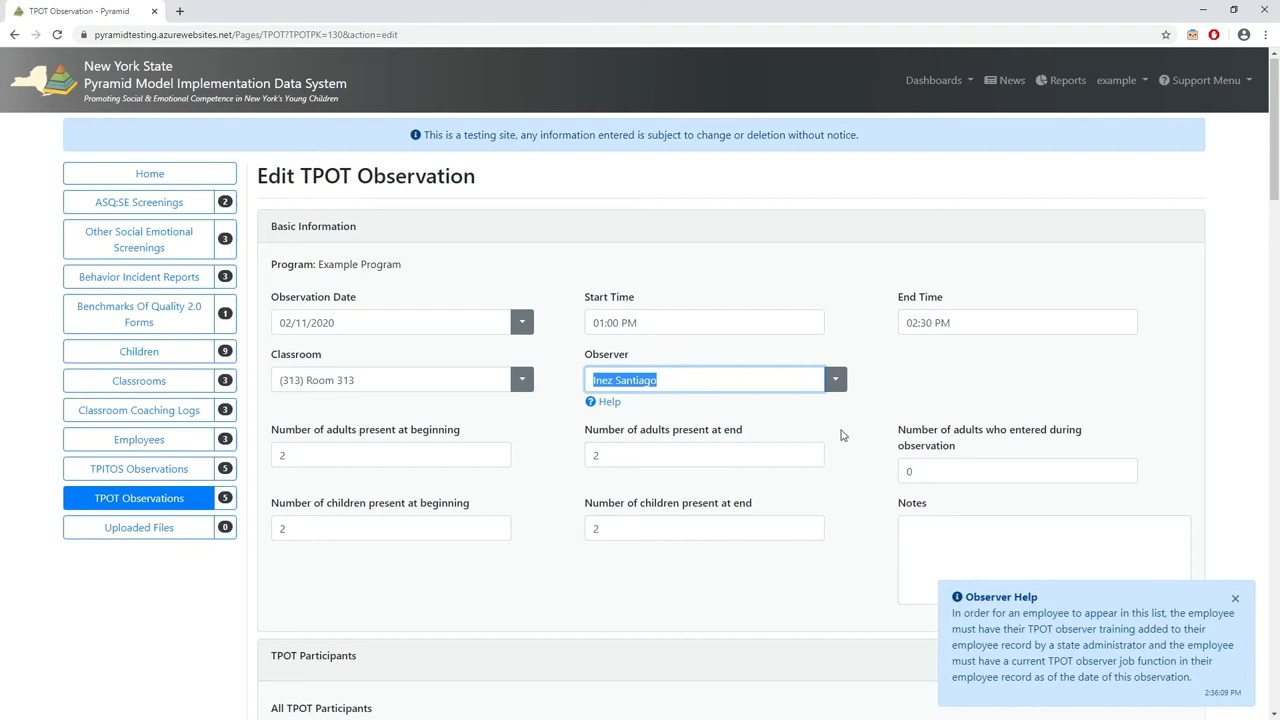 TPOT Observation - Pyramid
pyramidtesting.azurewebsites.net/Pages/TPOT?TPOTPK=130&action=edit
New York State
Pyramid Model Implementation Data System
Promoting Social & Emotional Competence in New York's Young Children
Dashboards
News
Reports
example
Support Menu
This is a testing site, any information entered is subject to change or deletion without notice.
Home
ASQ:SE Screenings 2
Other Social Emotional
Screenings
3
Behavior Incident Reports 3
Benchmarks Of Quality 2.0
Forms
1
Children 9
Classrooms 3
Classroom Coaching Logs 3
Employees 3
TPITOS Observations 5
TPOT Observations 5
Uploaded Files 0
Edit TPOT Observation
Basic Information
Program: Example Program
Observation Date
02/11/2020
Start Time
01:00 PM
End Time
02:30 PM
Classroom
(313) Room 313
Observer
Inez Santiago
Help
Number of adults present at beginning
2
Number of adults present at end
2
Number of adults who entered during
observation
0
Number of children present at beginning
2
Number of children present at end
2
Notes
TPOT Participants
All TPOT Participants
Observer Help
In order for an employee to appear in this list, the employee
must have their TPOT observer training added to their
employee record by a state administrator and the employee
must have a current TPOT observer job function in their
employee record as of the date of this observation.
2:36:09 PM